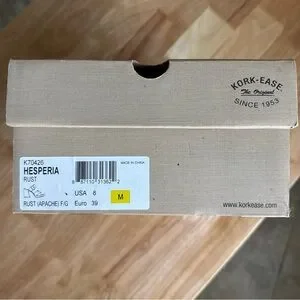 KORK-EASE
The Original
SINCE 1953
K70426
HESPERIA
RUST
MADE IN CHINA
USA 8
RUST (APACHE) F/G Euro 39
M
www.korkease.com